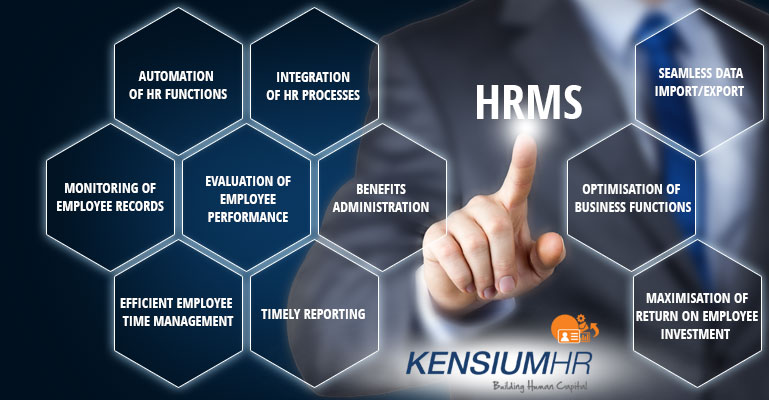 AUTOMATION
OF HR FUNCTIONS
INTEGRATION
OF HR PROCESSES
HRMS
SEAMLESS DATA
IMPORT/EXPORT
MONITORING OF
EMPLOYEE RECORDS
EVALUATION OF
EMPLOYEE
PERFORMANCE
BENEFITS
ADMINISTRATION
OPTIMISATION OF
BUSINESS FUNCTIONS
EFFICIENT EMPLOYEE
TIME MANAGEMENT
TIMELY REPORTING
MAXIMISATION OF
RETURN ON EMPLOYEE
INVESTMENT
KENSIUMHR
Building Human Capital